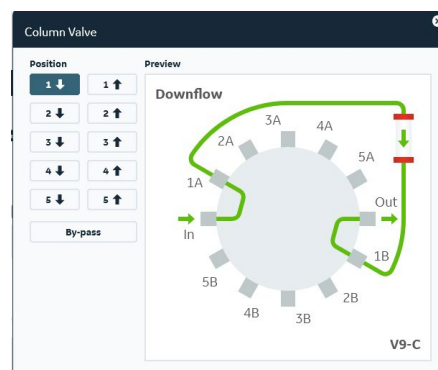 Column Valve
Position
Preview
1 ⬇ 1 ⬆
2 ⬇ 2 ⬆
3 ⬇ 3 ⬆
4 ⬇ 4 ⬆
5 ⬇ 5 ⬆
By-pass
Downflow
3A
4A
2A
5A
1A
Out
In
1B
5B
2B
4B
3B
V9-C